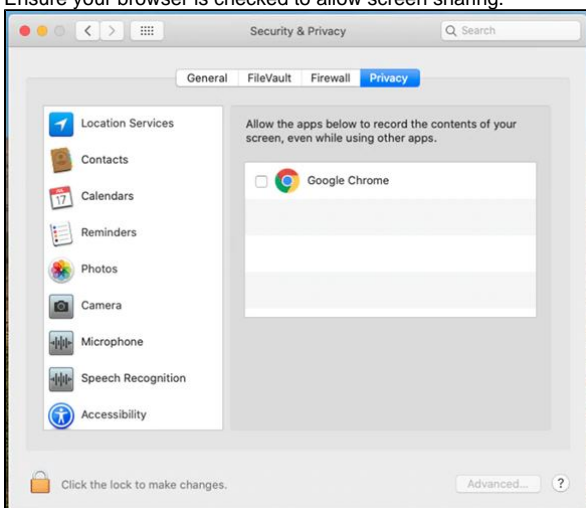 Ensure your browser is checked to allow screen sharing.
Security & Privacy
Search
General FileVault Firewall Privacy
Location Services
Contacts
17
Calendars
Reminders
Photos
Camera
Microphone
Speech Recognition
Accessibility
Allow the apps below to record the contents of your
screen, even while using other apps.
Google Chrome
Click the lock to make changes.
Advanced...
?